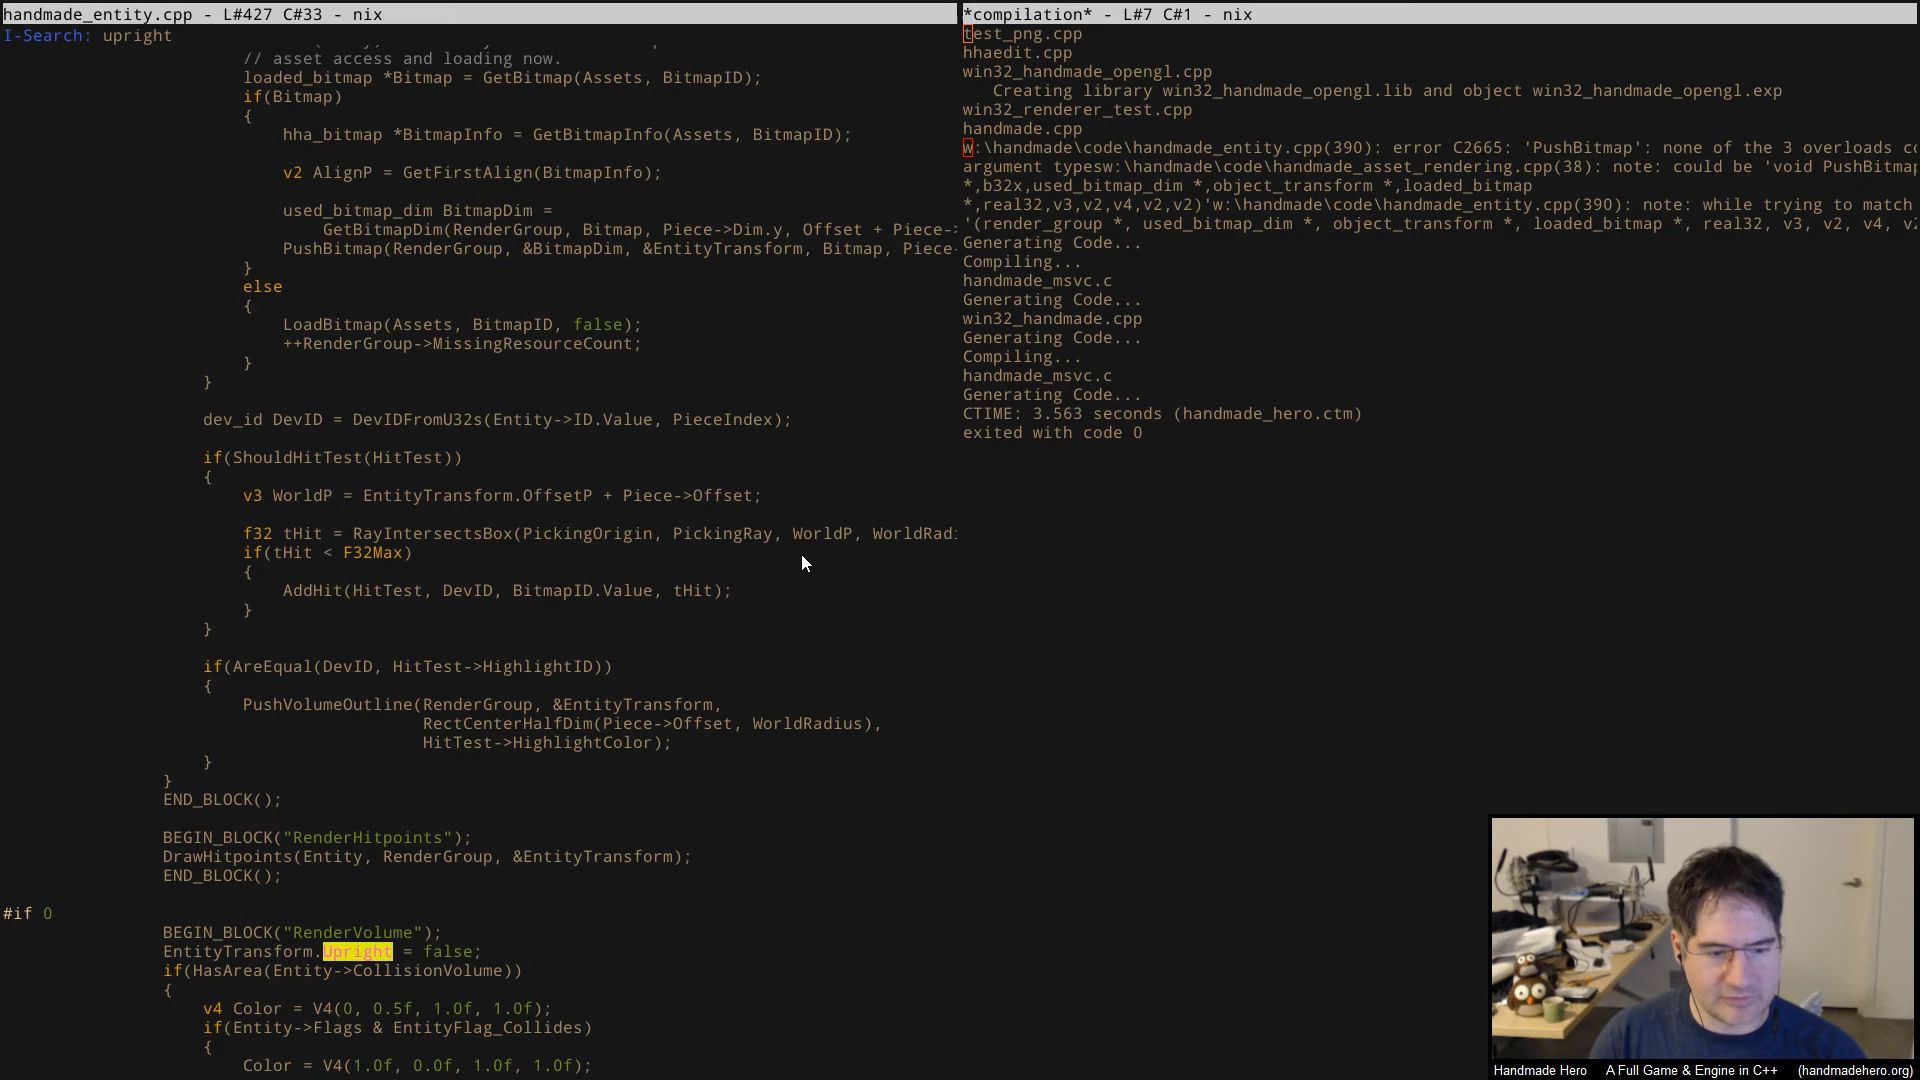 handmade_entity.cpp - L#427 C#33 - nix
I-Search: upright
// asset access and loading now.
loaded_bitmap *Bitmap = GetBitmap(Assets, BitmapID);
if(Bitmap)
{
hha_bitmap *BitmapInfo = GetBitmapInfo(Assets, BitmapID);
v2 AlignP = GetFirstAlign(BitmapInfo);
used_bitmap_dim BitmapDim =
GetBitmapDim(RenderGroup, Bitmap, Piece->Dim.y, Offset + Piece->
PushBitmap(RenderGroup, &BitmapDim, &EntityTransform, Bitmap, Piece
}
else
{
LoadBitmap(Assets, BitmapID, false);
++RenderGroup->MissingResourceCount;
}
}
dev_id DevID = DevIDFromU32s(Entity->ID.Value, PieceIndex);
if(ShouldHitTest(HitTest))
{
v3 WorldP = EntityTransform.OffsetP + Piece->Offset;
f32 tHit = RayIntersectsBox(PickingOrigin, PickingRay, WorldP, WorldRadi
if(tHit < F32Max)
{
AddHit(HitTest, DevID, BitmapID.Value, tHit);
}
}
if(AreEqual(DevID, HitTest->HighlightID))
{
PushVolumeOutline(RenderGroup, &EntityTransform,
RectCenterHalfDim(Piece->Offset, WorldRadius),
HitTest->HighlightColor);
}
}
END_BLOCK();
BEGIN_BLOCK("RenderHitpoints");
DrawHitpoints(Entity, RenderGroup, &EntityTransform);
END_BLOCK();
#if 0
BEGIN_BLOCK("RenderVolume");
EntityTransform.Upright = false;
if(HasArea(Entity->CollisionVolume))
{
v4 Color = V4(0, 0.5f, 1.0f, 1.0f);
if(Entity->Flags & EntityFlag_Collides)
{
Color = V4(1.0f, 0.0f, 1.0f, 1.0f);
*compilation* - L#7 C#1 - nix
test_png.cpp
hhaedit.cpp
win32_handmade_opengl.cpp
Creating library win32_handmade_opengl.lib and object win32_handmade_opengl.exp
win32_renderer_test.cpp
handmade.cpp
w:\handmade\code\handmade_entity.cpp(390): error C2665: 'PushBitmap': none of the 3 overloads co
argument typesw:\handmade\code\handmade_asset_rendering.cpp(38): note: could be 'void PushBitmap
*,b32x,used_bitmap_dim *,object_transform *,loaded_bitmap
*,real32,v3,v2,v4,v2,v2)'w:\handmade\code\handmade_entity.cpp(390): note: while trying to match
'(render_group *, used_bitmap_dim *, object_transform *, loaded_bitmap *, real32, v3, v2, v4, v2
Generating Code...
Compiling...
handmade_msvc.c
Generating Code...
win32_handmade.cpp
Generating Code...
Compiling...
handmade_msvc.c
Generating Code...
CTIME: 3.563 seconds (handmade_hero.ctm)
exited with code 0
Handmade Hero A Full Game & Engine in C++ (handmadehero.org)